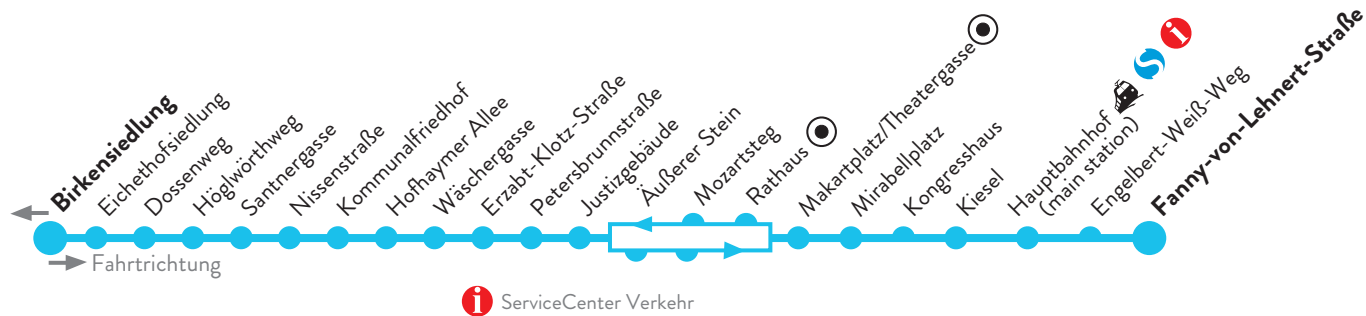 Birkensiedlung
Eichethofsiedlung
Dossenweg
Höglwörthweg
Santnergasse
Nissenstraße
Kommunalfriedhof
Hofhaymer Allee
Wäschergasse
Erzabt-Klotz-Straße
Petersbrunnstraße
Justizgebäude
Äußerer Stein
Mozartsteg
Rathaus
Makartplatz/Theatergasse
Mirabellplatz
Kongresshaus
Kiesel
Hauptbahnhof
(main station)
Engelbert-Weiß-Weg
Fanny-von-Lehnert-Straße
Fahrtrichtung
i ServiceCenter Verkehr